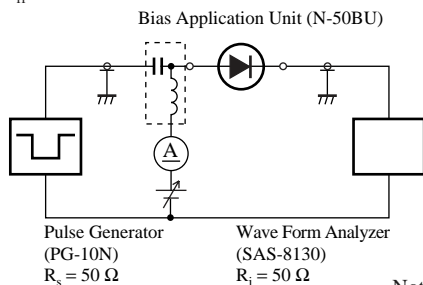 Bias Application Unit (N-50BU)
A
Pulse Generator
(PG-10N)
Rs = 50 Ω
Wave Form Analyzer
(SAS-8130)
Ri = 50 Ω